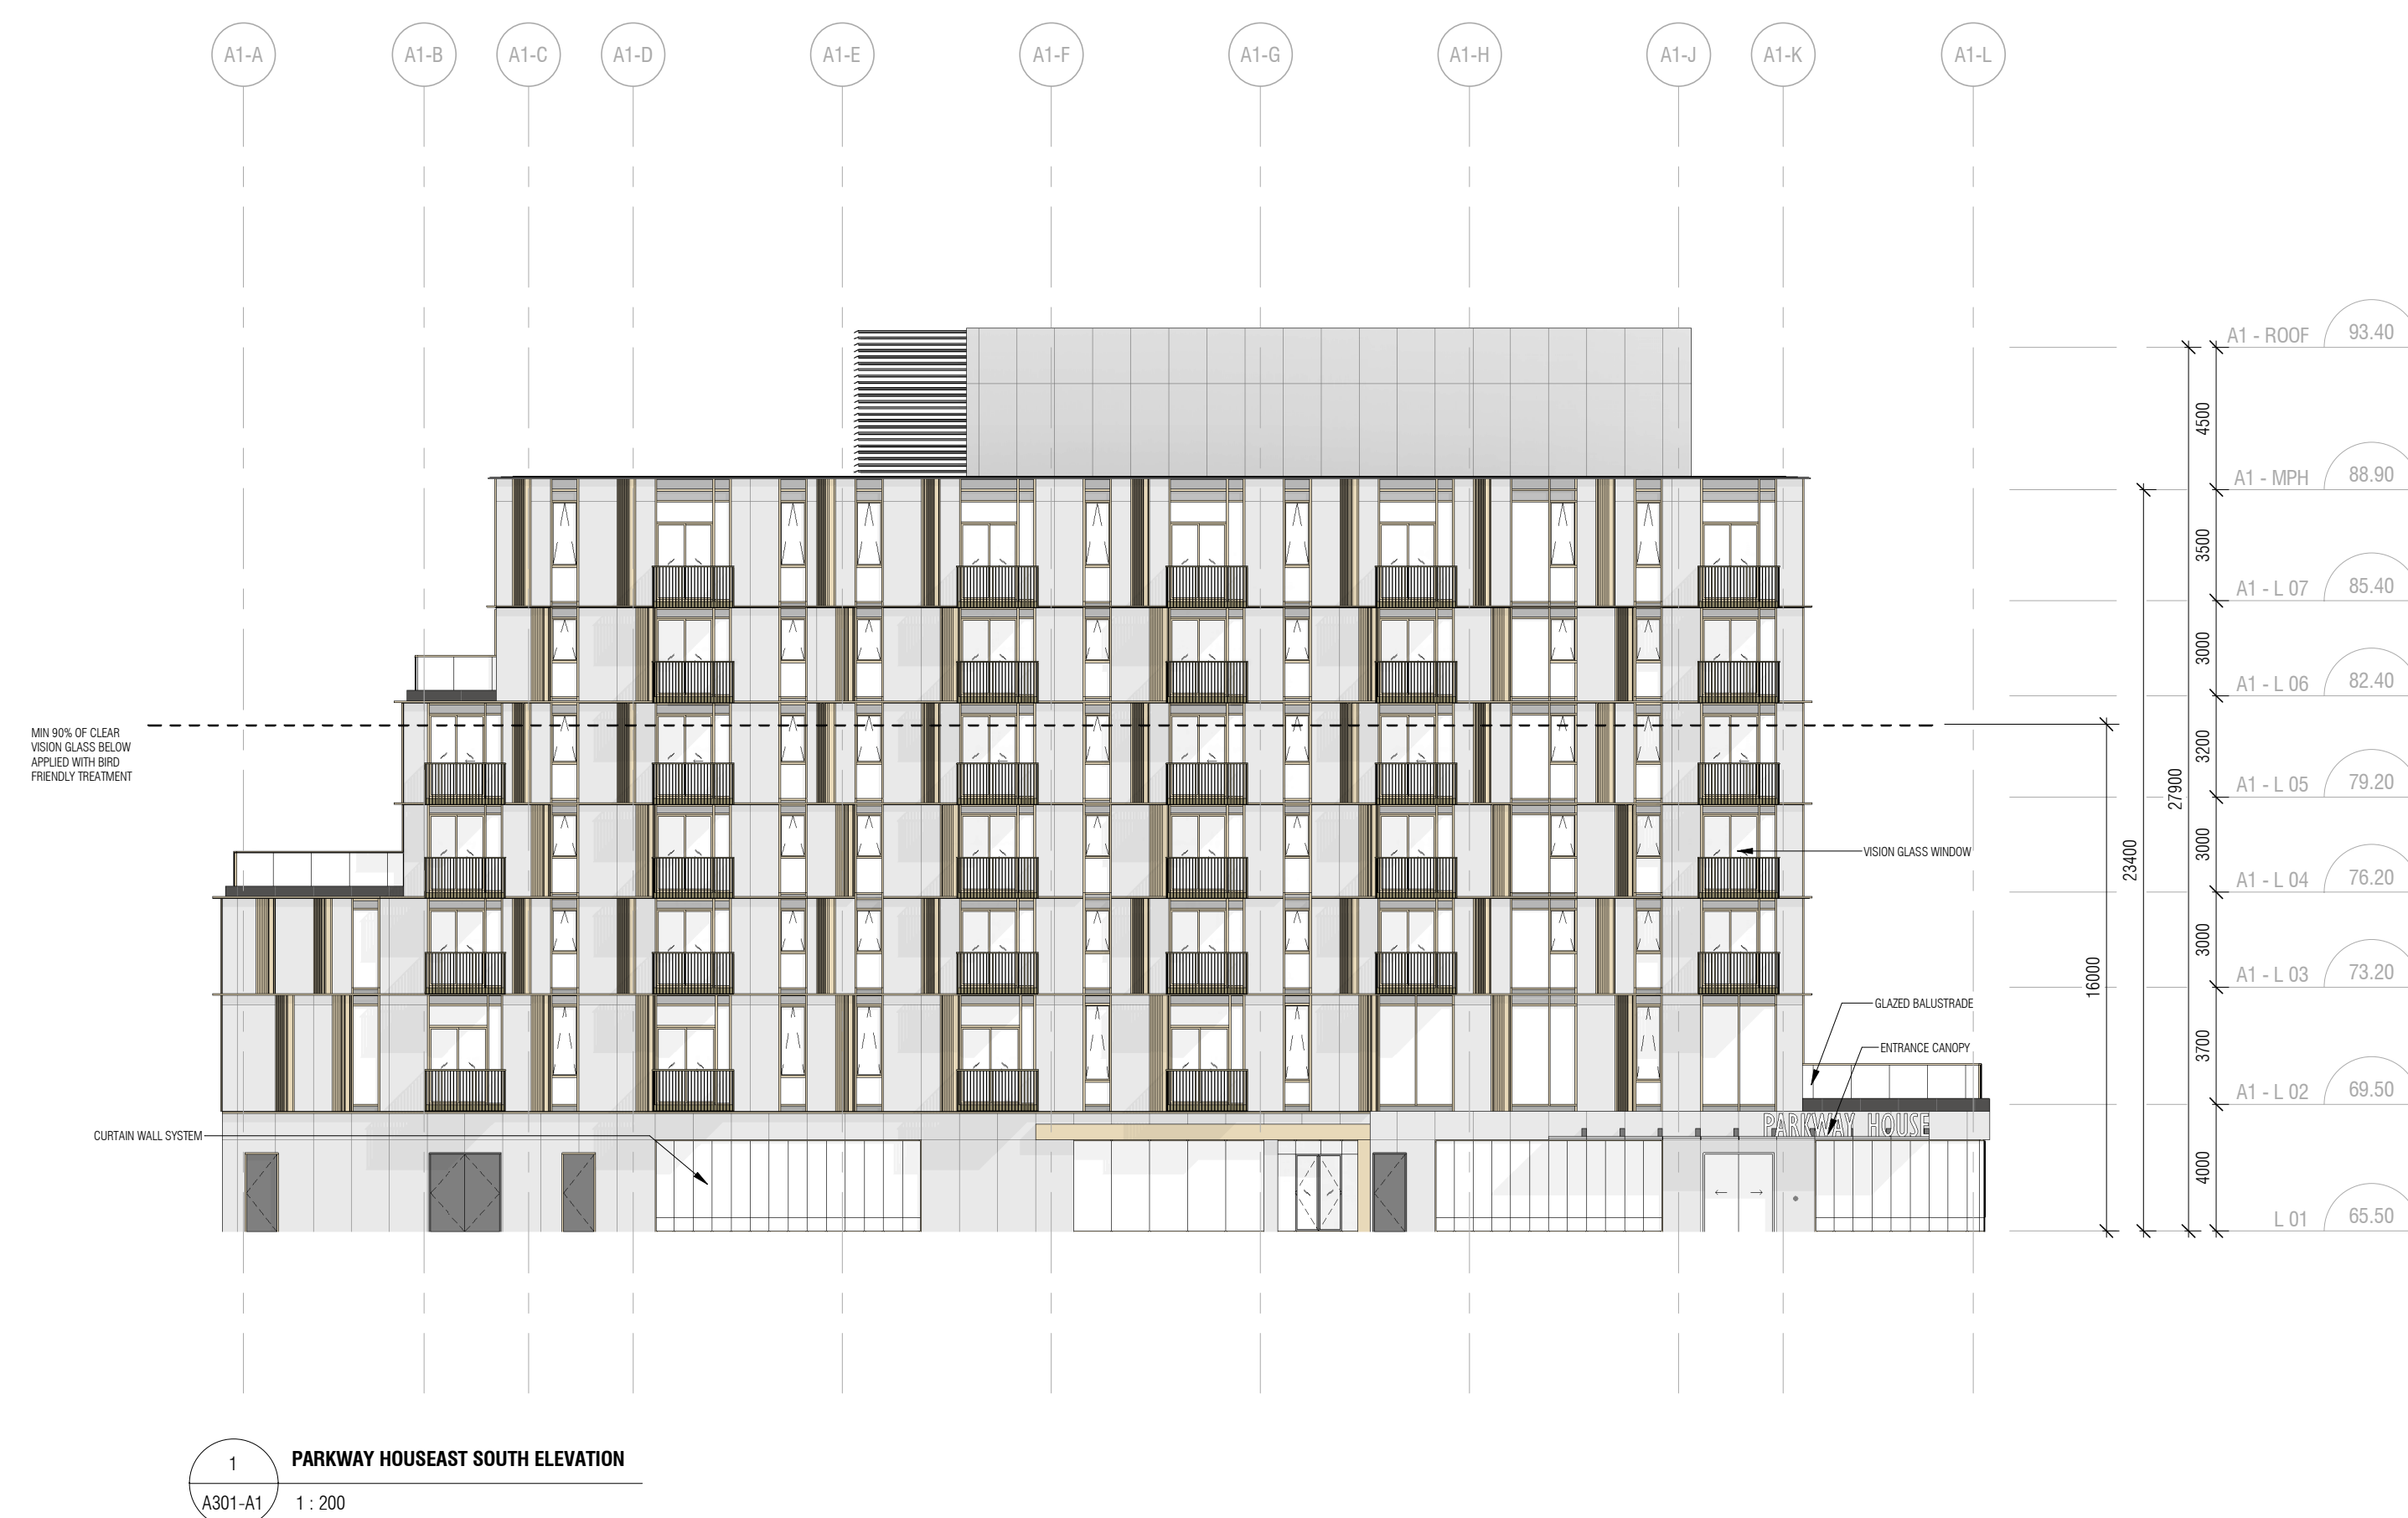 A1-A
A1-B
A1-C
A1-D
A1-E
A1-F
A1-G
A1-H
A1-J
A1-K
A1-L
A1 - ROOF 93.40
4500
A1 - MPH 88.90
3500
A1 - L 07 85.40
3000
A1 - L 06 82.40
MIN 90% OF CLEAR
VISION GLASS BELOW
APPLIED WITH BIRD
FRIENDLY TREATMENT
3200
27900
A1 - L 05 79.20
VISION GLASS WINDOW
23400
3000
A1 - L 04 76.20
3000
16000
A1 - L 03 73.20
GLAZED BALUSTRADE
ENTRANCE CANOPY
3700
A1 - L 02 69.50
PARKWAY HOUSE
CURTAIN WALL SYSTEM
4000
L 01 65.50
1
PARKWAY HOUSEAST SOUTH ELEVATION
A301-A1
1 : 200